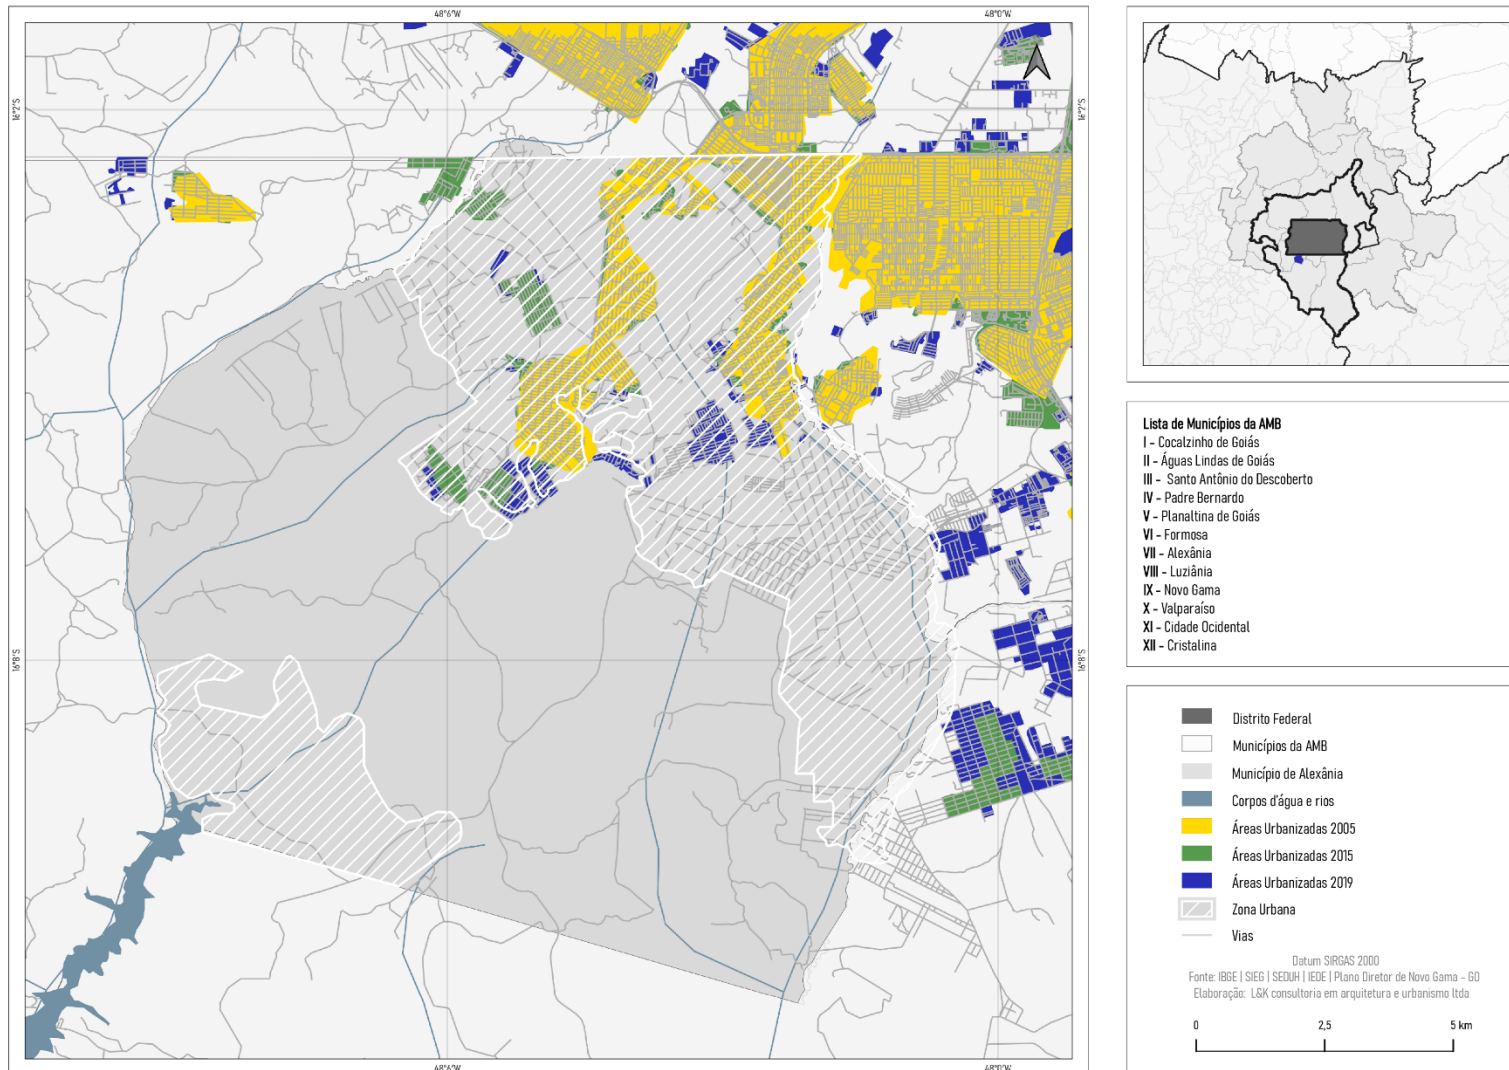 48°6'W
48°0'W
16°2'S
16°2'S
16°8'S
16°8'S
48°6'W
48°0'W
Lista de Municípios da AMB
I - Cocalzinho de Goiás
II - Águas Lindas de Goiás
III - Santo Antônio do Descoberto
IV - Padre Bernardo
V - Planaltina de Goiás
VI - Formosa
VII - Alexânia
VIII - Luziânia
IX - Novo Gama
X - Valparaíso
XI - Cidade Ocidental
XII - Cristalina
Distrito Federal
Municípios da AMB
Município de Alexânia
Corpos d'água e rios
Áreas Urbanizadas 2005
Áreas Urbanizadas 2015
Áreas Urbanizadas 2019
Zona Urbana
Vias
Datum SIRGAS 2000
Fonte: IBGE | SIEG | SEDUH | IEDE | Plano Diretor de Novo Gama - GO
Elaboração: L&K consultoria em arquitetura e urbanismo ltda
0 2,5 5 km